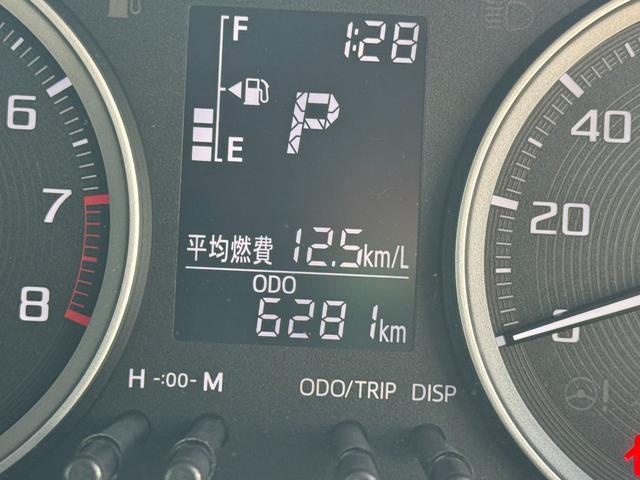 F
1:28
P
E
平均燃費 12.5km/L
ODO
6281km
6
7
8
40
20
0
H -:00- M
ODO/TRIP DISP